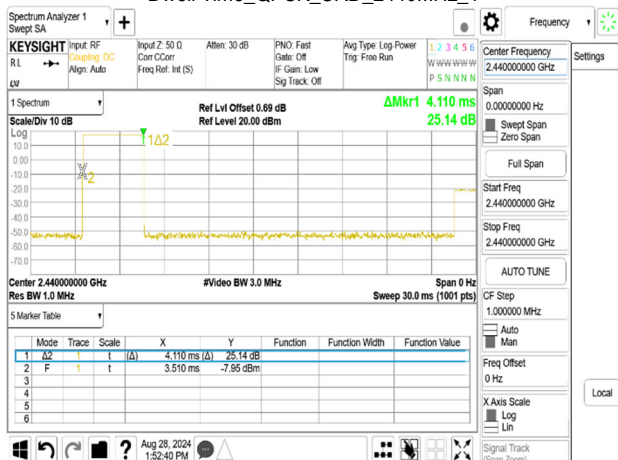 Spectrum Analyzer 1
Swept SA
Frequency
KEYSIGHT
Input: RF
Input Z: 50 Ω
Atten: 30 dB
PNO: Fast
Avg Type: Log-Power
1 2 3 4 5 6
RL
Coupling: DC
Corr CCorr
Gate: Off
Trig: Free Run
Align: Auto
Freq Ref: Int (S)
IF Gain: Low
W W W W W W
Sig Track: Off
P S N N N N
Center Frequency
2.440000000 GHz
Settings
Span
0.00000000 Hz
Swept Span
Zero Span
Full Span
Start Freq
2.440000000 GHz
Stop Freq
2.440000000 GHz
AUTO TUNE
CF Step
1.000000 MHz
Auto
Man
Freq Offset
0 Hz
X Axis Scale
Log
Lin
Signal Track
Local
1 Spectrum
Ref Lvl Offset 0.69 dB
ΔMkr1 4.110 ms
Scale/Div 10 dB
Ref Level 20.00 dBm
25.14 dB
Log
1Δ2
10.0
0.00
X2
-10.0
-20.0
-30.0
-40.0
-50.0
-60.0
-70.0
Center 2.440000000 GHz
#Video BW 3.0 MHz
Span 0 Hz
Res BW 1.0 MHz
Sweep 30.0 ms (1001 pts)
5 Marker Table
Mode Trace Scale X Y Function Function Width Function Value
1 Δ2 1 t (Δ) 4.110 ms (Δ) 25.14 dB
2 F 1 t 3.510 ms -7.95 dBm
3
4
5
6
?
Aug 28, 2024
1:52:40 PM